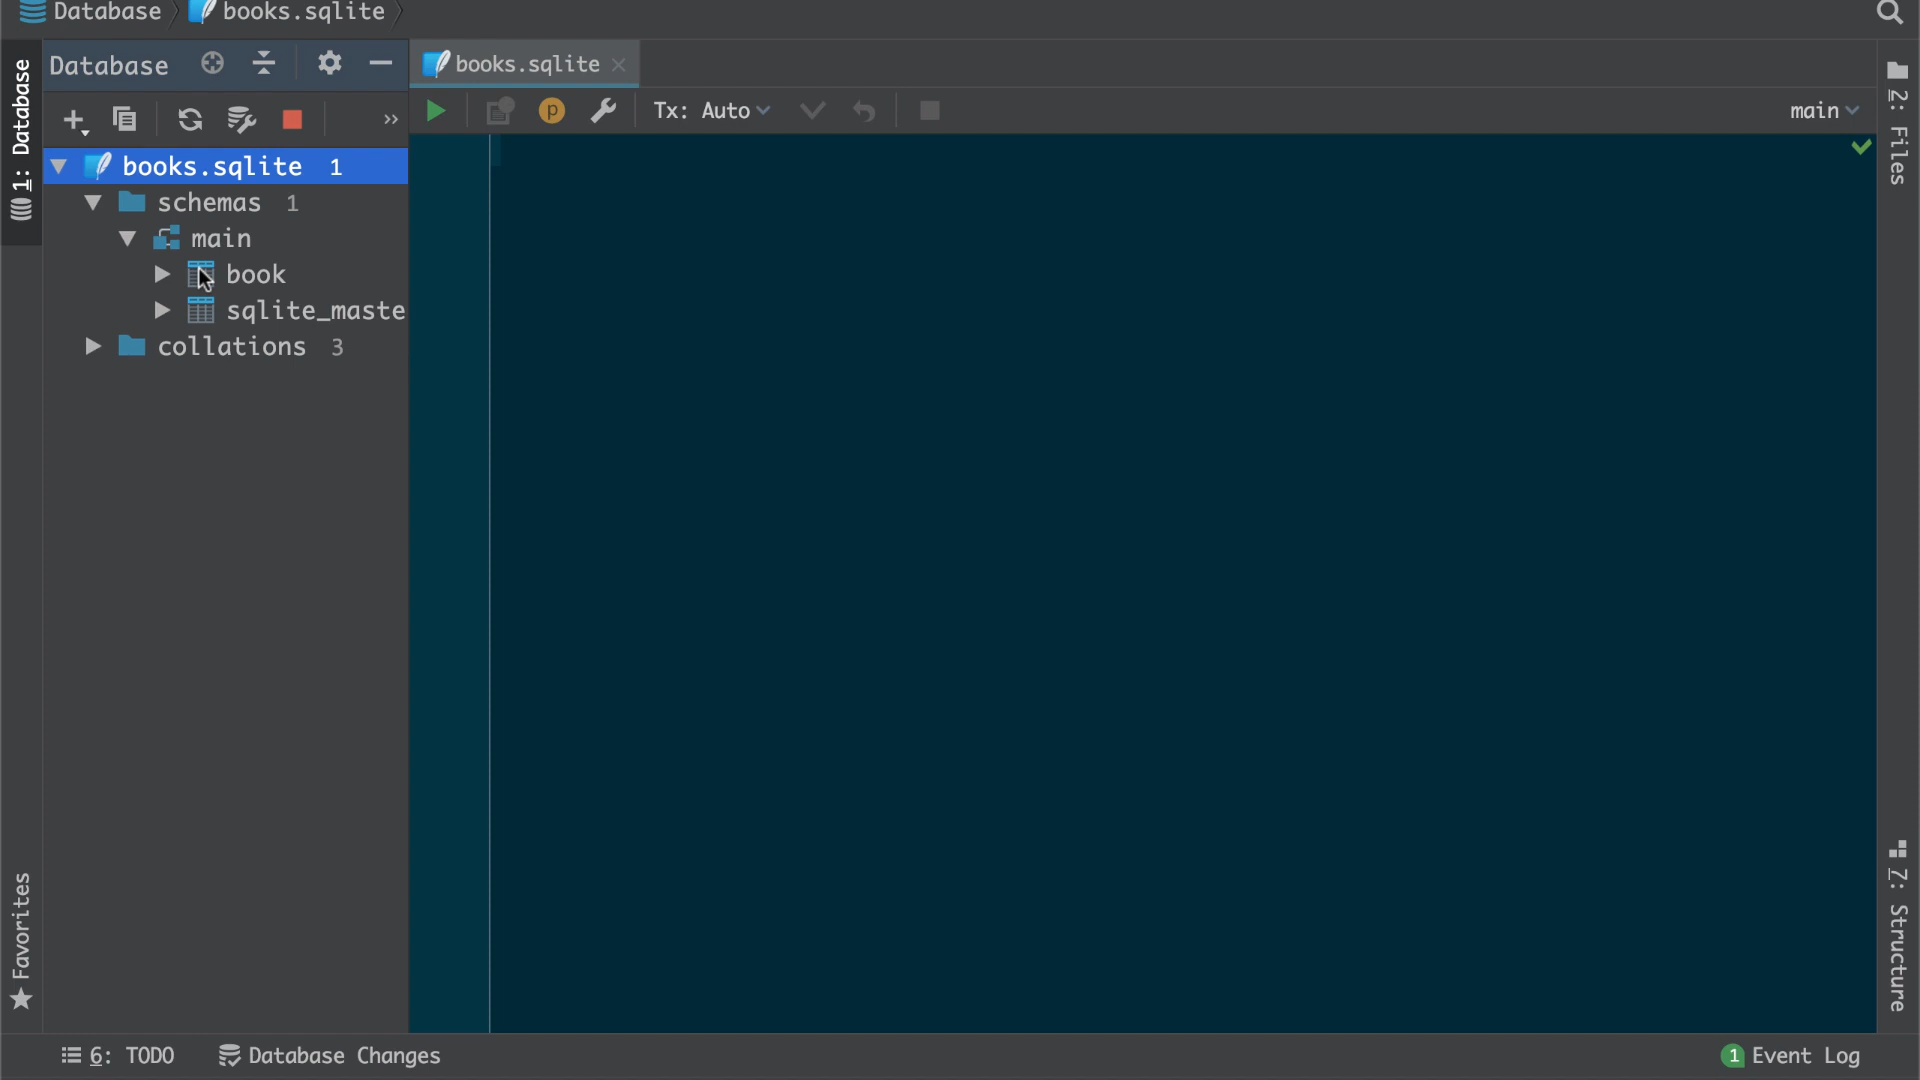 Database
books.sqlite
1: Database
Database
books.sqlite
Tx: Auto
main
books.sqlite 1
schemas 1
main
book
sqlite_maste
collations 3
Favorites
2: Files
7: Structure
6: TODO
Database Changes
1 Event Log